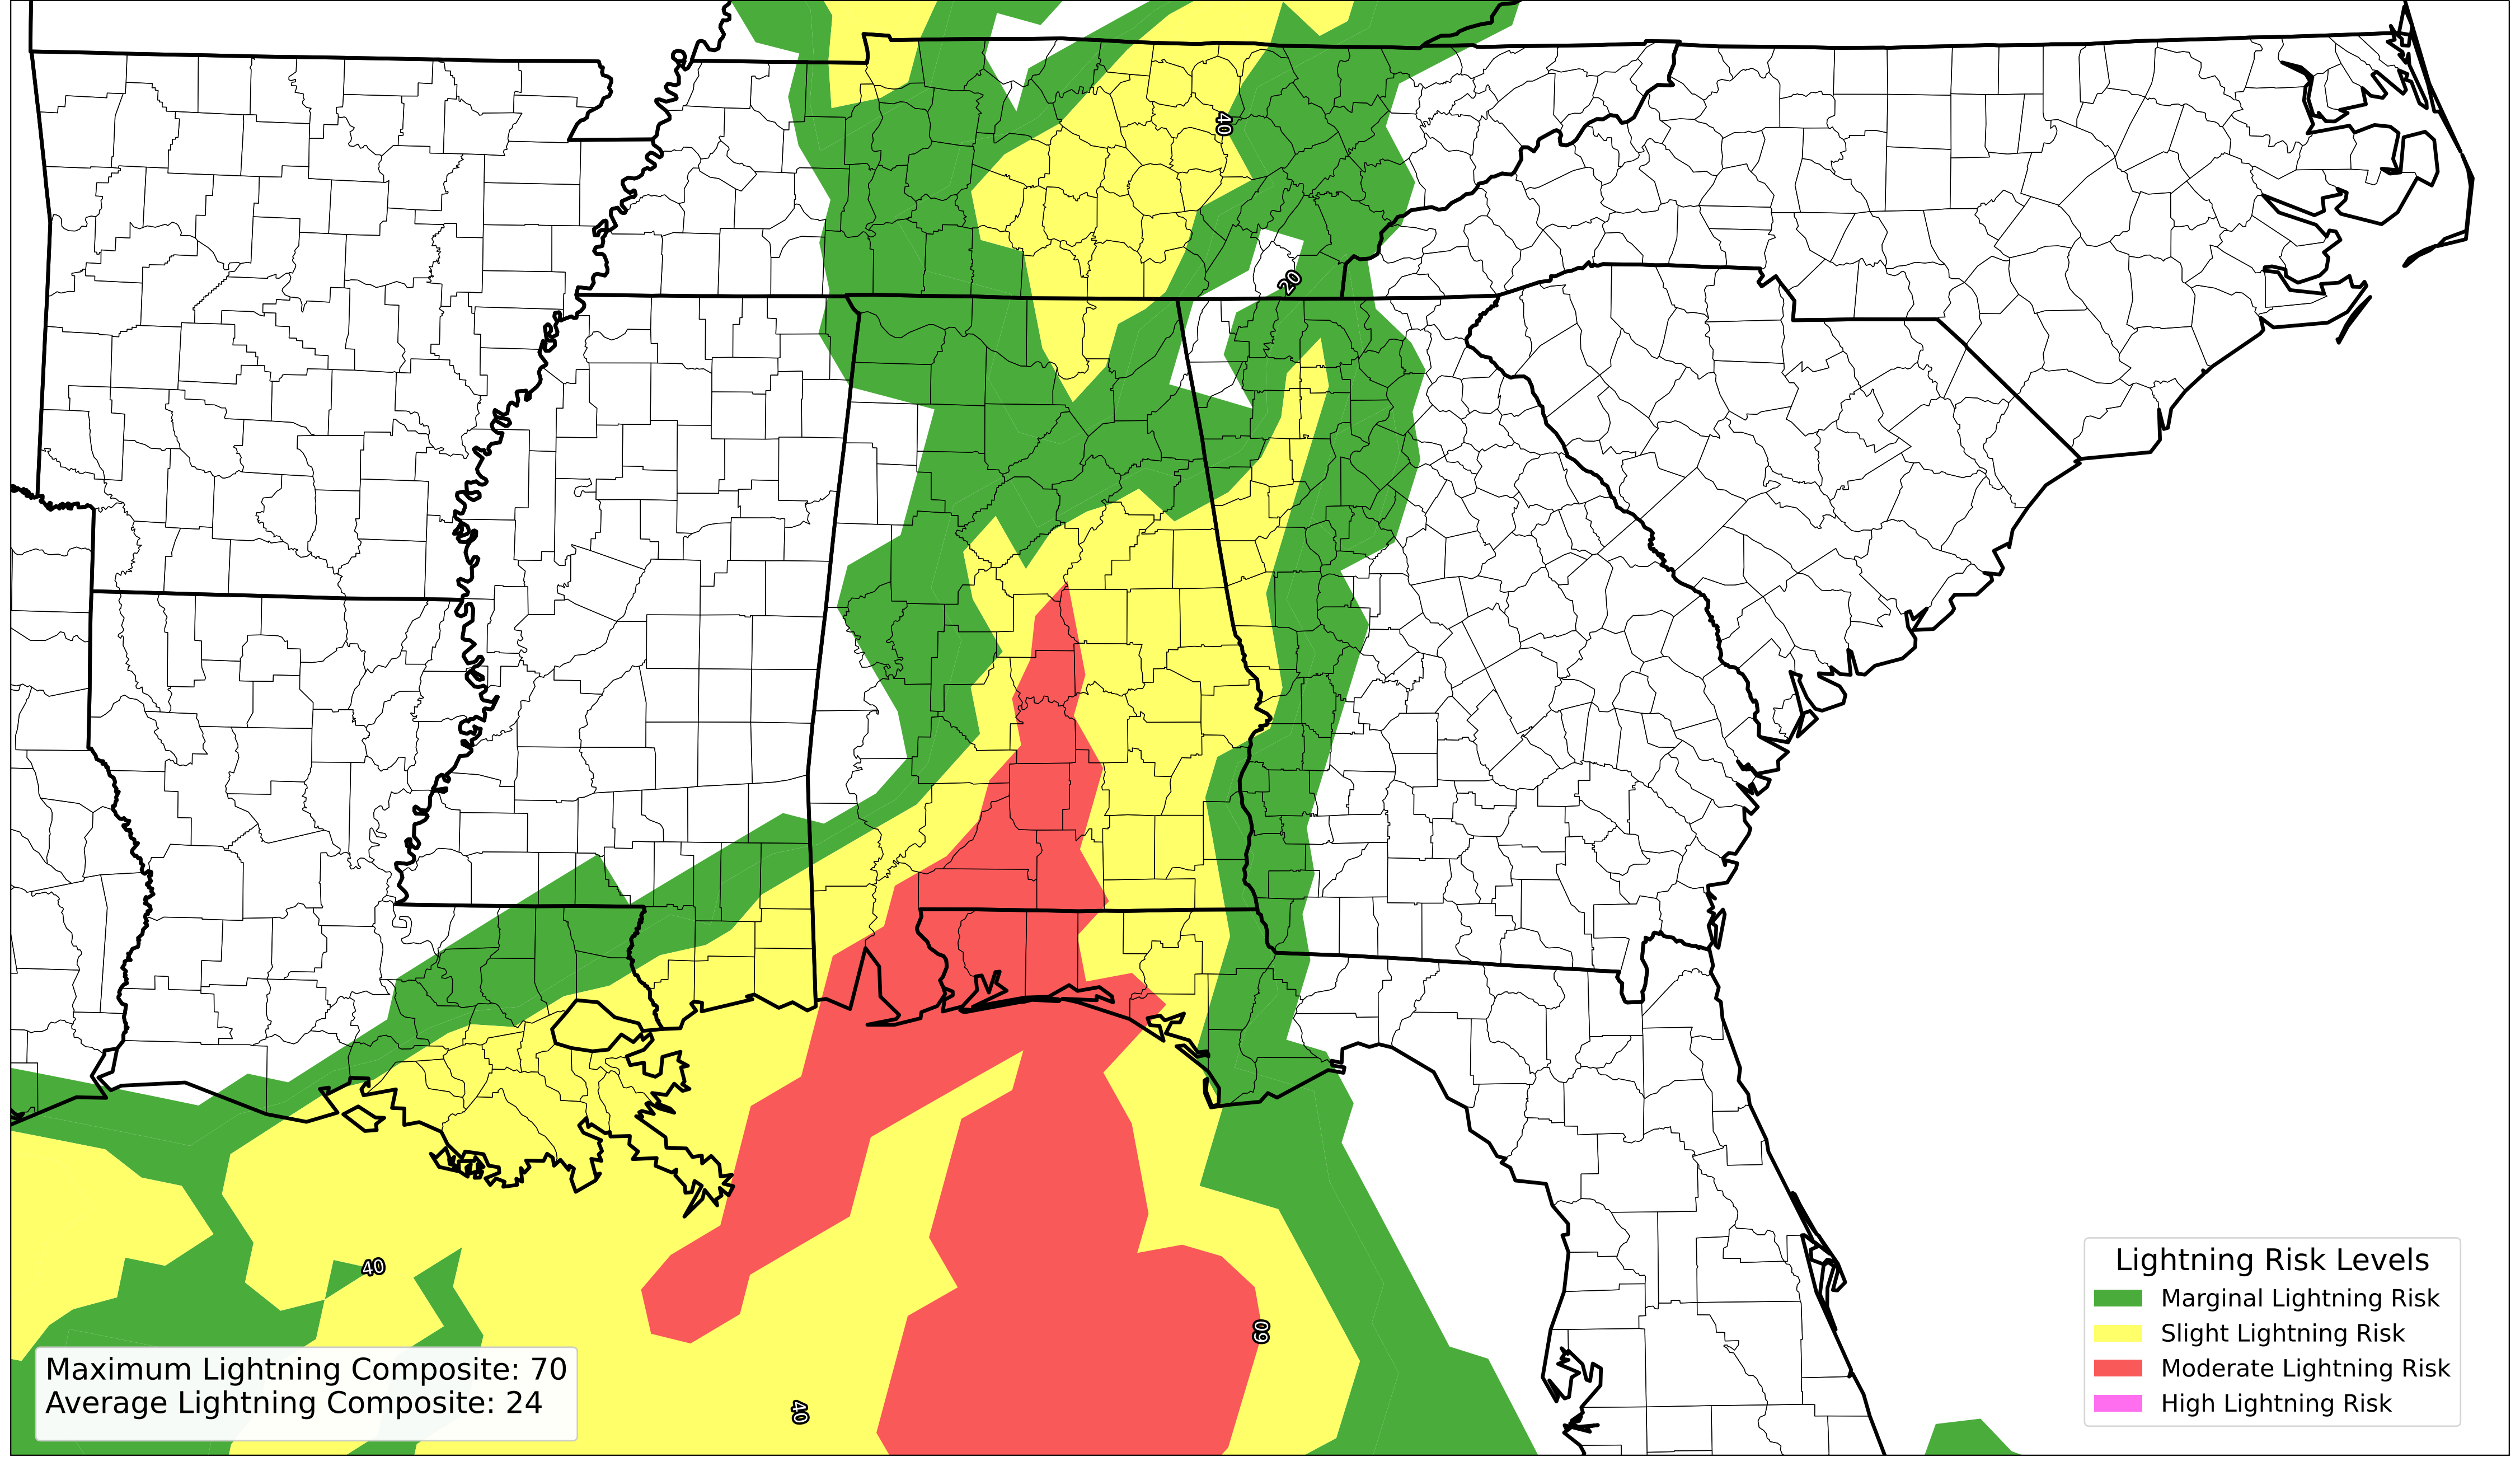 40
20
40
60
40
Lightning Risk Levels
Marginal Lightning Risk
Slight Lightning Risk
Moderate Lightning Risk
High Lightning Risk
Maximum Lightning Composite: 70
Average Lightning Composite: 24